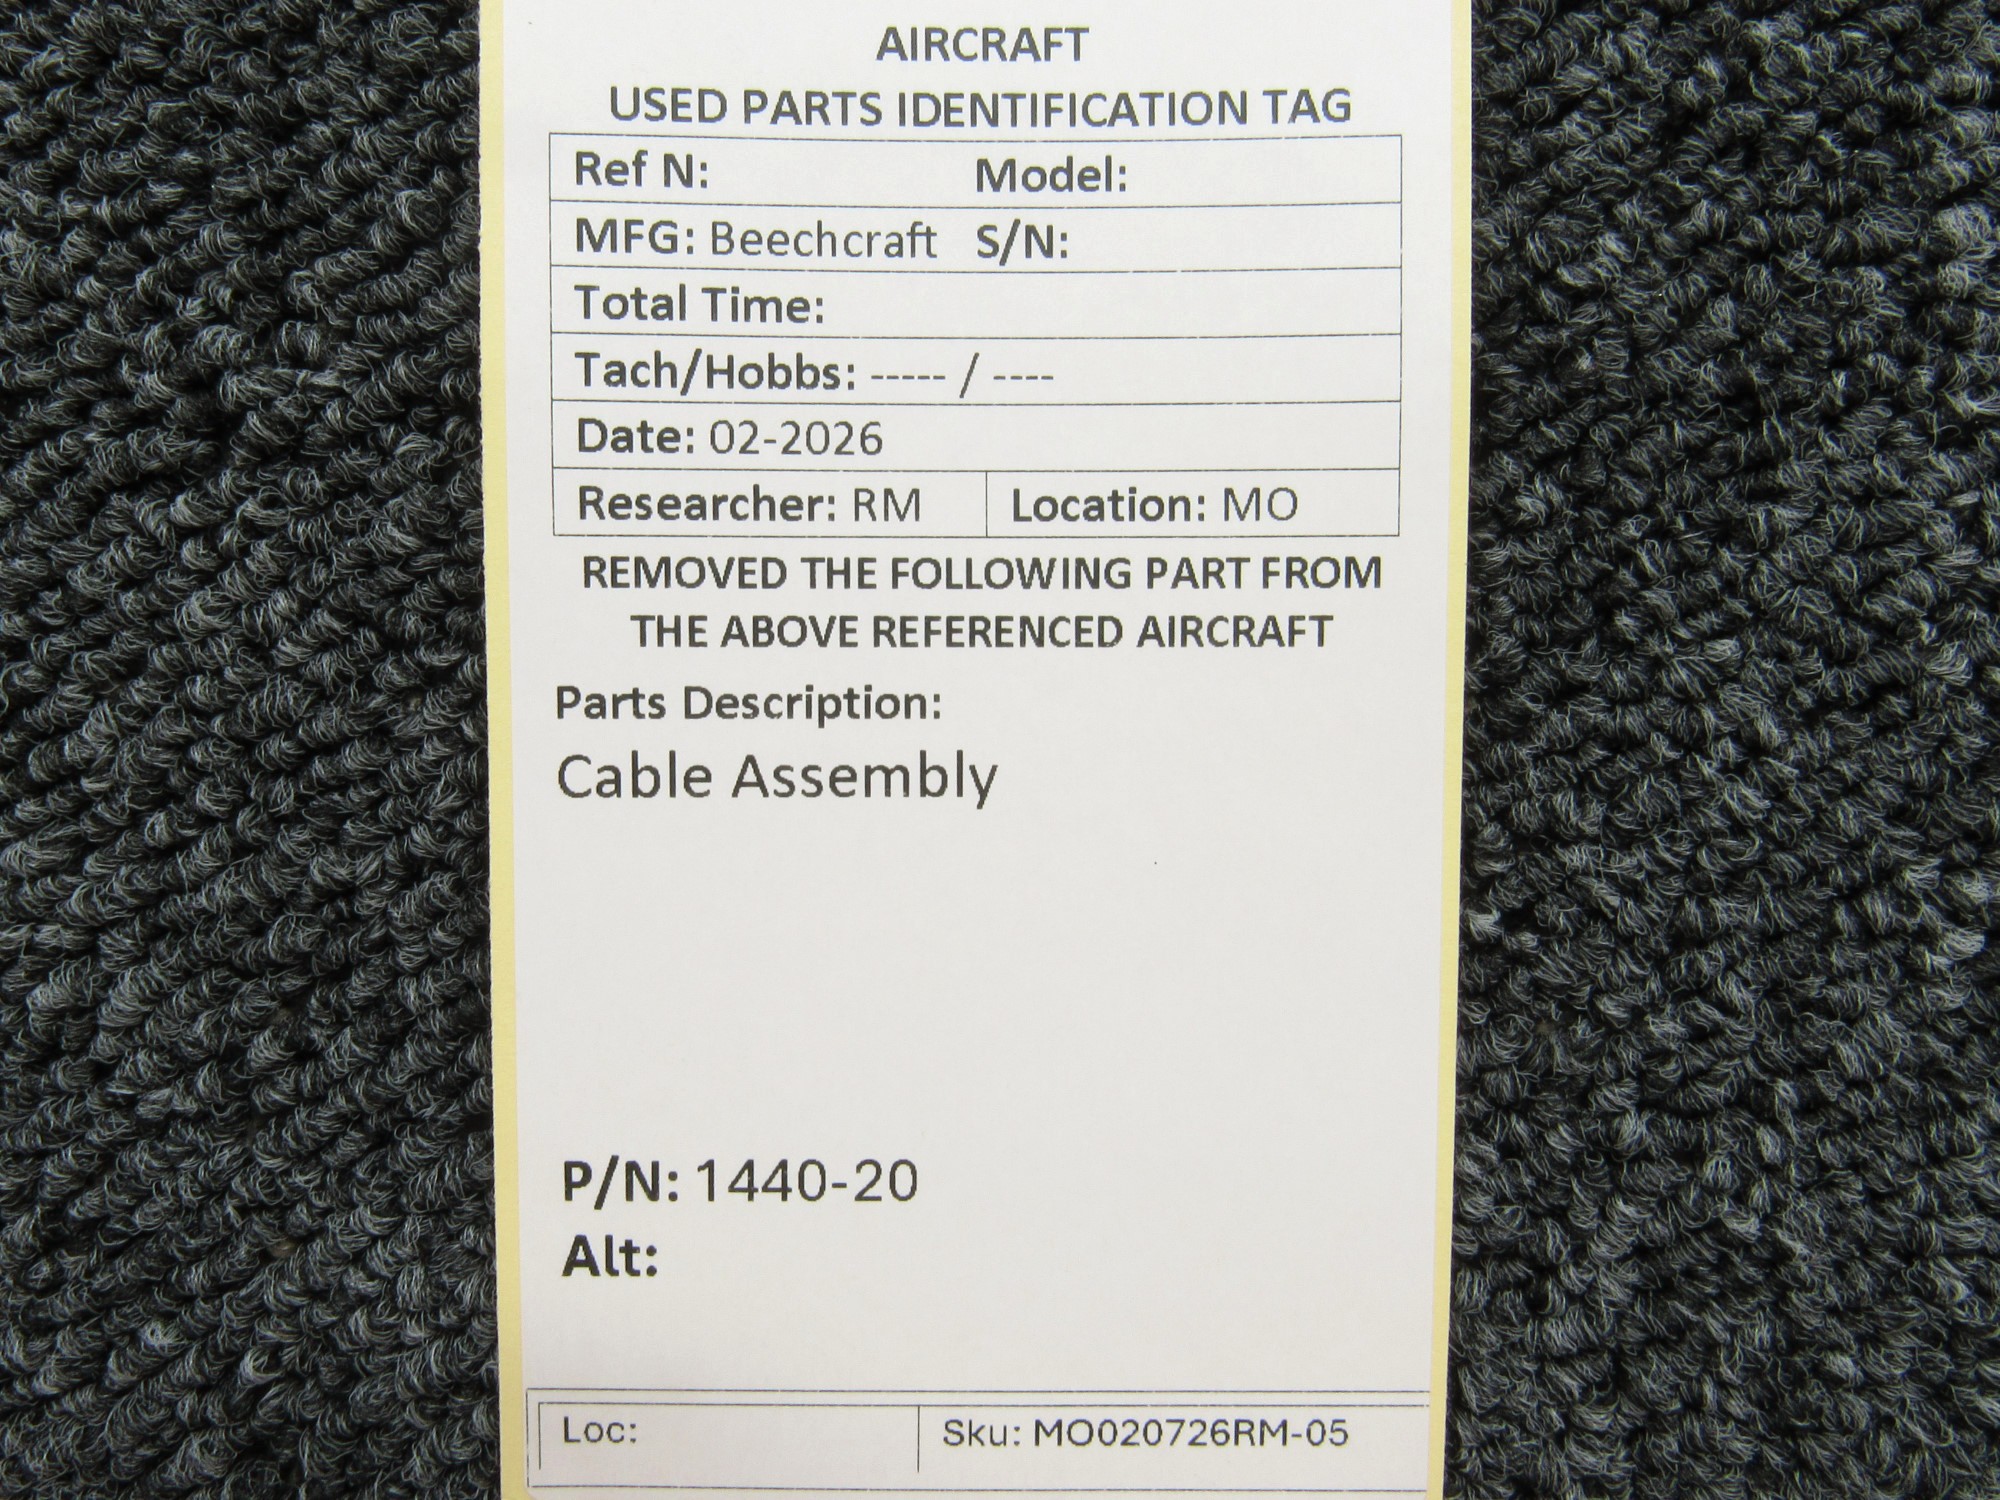 AIRCRAFT
USED PARTS IDENTIFICATION TAG
Ref N: Model:
MFG: Beechcraft S/N:
Total Time:
Tach/Hobbs: ----- / ----
Date: 02-2026
Researcher: RM Location: MO
REMOVED THE FOLLOWING PART FROM
THE ABOVE REFERENCED AIRCRAFT
Parts Description:
Cable Assembly
P/N: 1440-20
Alt:
Loc: Sku: MO020726RM-05